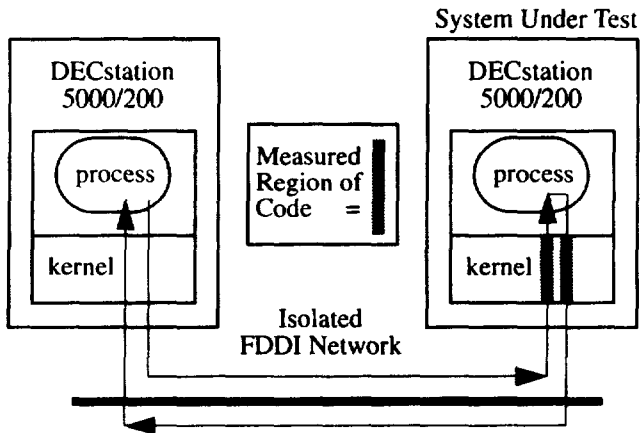 System Under Test
DECstation
5000/200
process
kernel
Measured
Region of
Code =
DECstation
5000/200
process
kernel
Isolated
FDDI Network